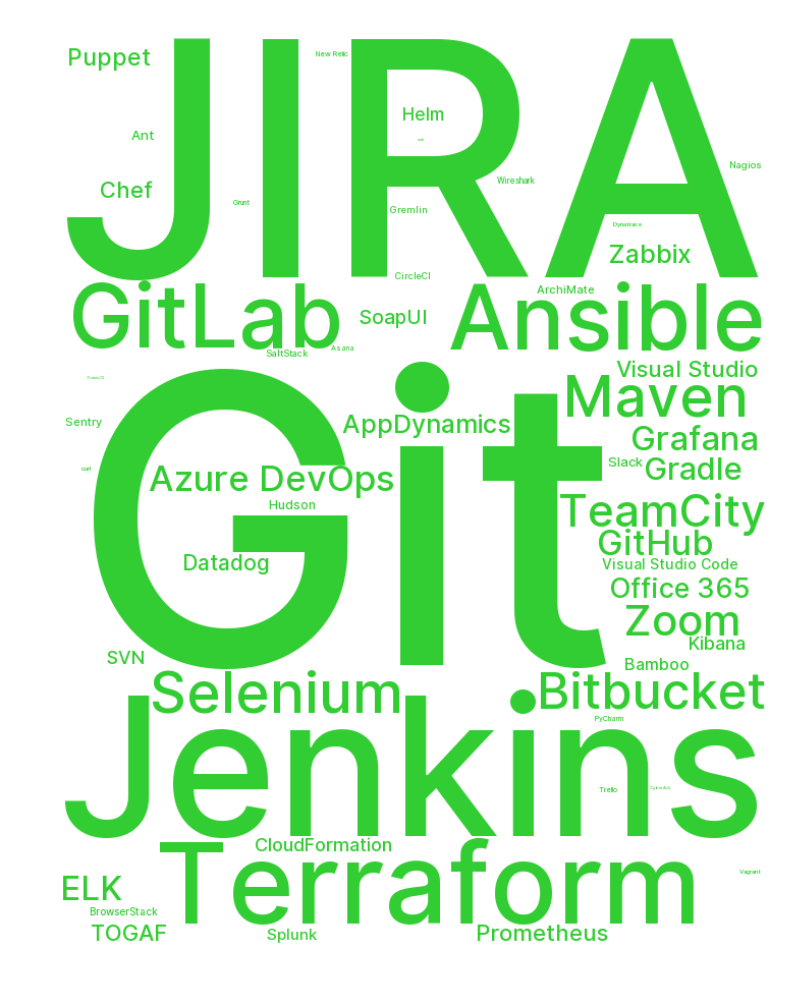 JIRA
Puppet
New Relic
Helm
Ant
Nagios
Chef
Wireshark
Grunt
Gremlin
Dynatrace
Zabbix
CircleCI
ArchiMate
GitLab
SoapUI
Ansible
SaltStack
Asana
Git
Visual Studio
Travis CI
Maven
Sentry
AppDynamics
Grafana
Slack
Gradle
Azure DevOps
Hudson
TeamCity
GitHub
Datadog
Visual Studio Code
Office 365
Zoom
Kibana
SVN
Bamboo
Selenium
Bitbucket
PyCharm
Jenkins
Trello
CloudFormation
Terraform
Vagrant
ELK
BrowserStack
TOGAF
Splunk
Prometheus